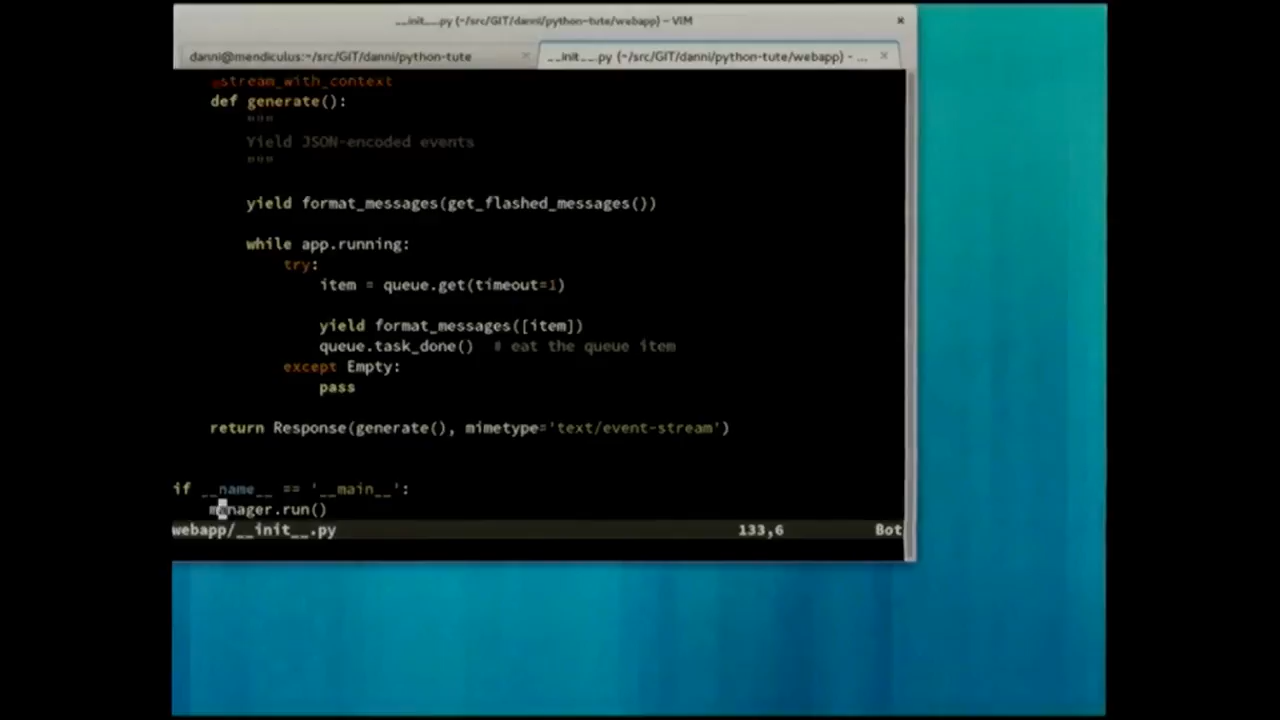 __init__.py (~/src/GIT/danni/python-tute/webapp) - VIM
danni@mendiculus:~/src/GIT/danni/python-tute
__init__.py (~/src/GIT/danni/python-tute/webapp) - ...
@stream_with_context
def generate():
"""
Yield JSON-encoded events
"""
yield format_messages(get_flashed_messages())
while app.running:
try:
item = queue.get(timeout=1)
yield format_messages([item])
queue.task_done()  # eat the queue item
except Empty:
pass
return Response(generate(), mimetype='text/event-stream')
if __name__ == '__main__':
manager.run()
webapp/__init__.py 133,6 Bot